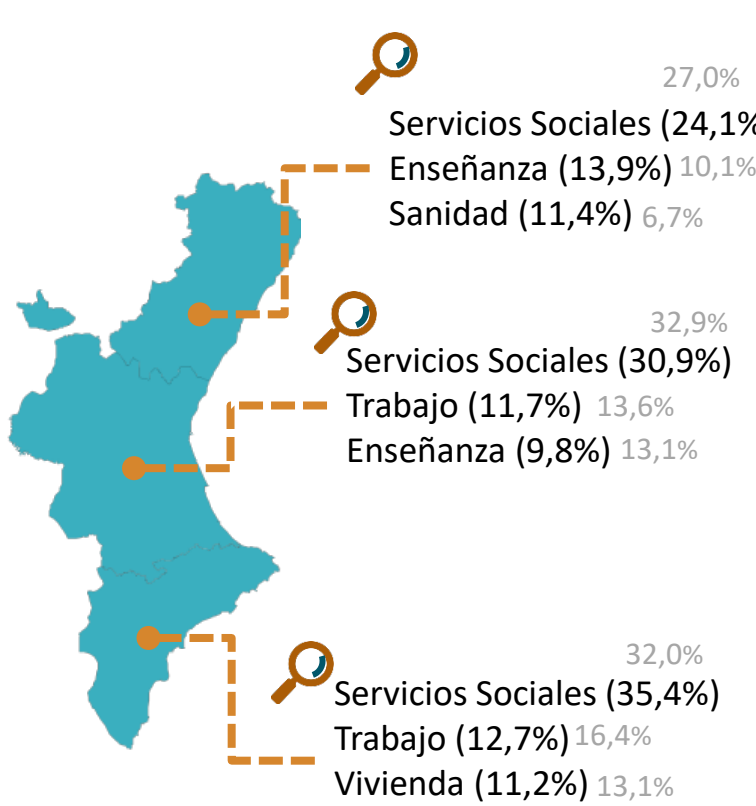 27,0%
Servicios Sociales (24,1%
Enseñanza (13,9%) 10,1%
Sanidad (11,4%) 6,7%
32,9%
Servicios Sociales (30,9%)
Trabajo (11,7%) 13,6%
Enseñanza (9,8%) 13,1%
32,0%
Servicios Sociales (35,4%)
Trabajo (12,7%) 16,4%
Vivienda (11,2%) 13,1%